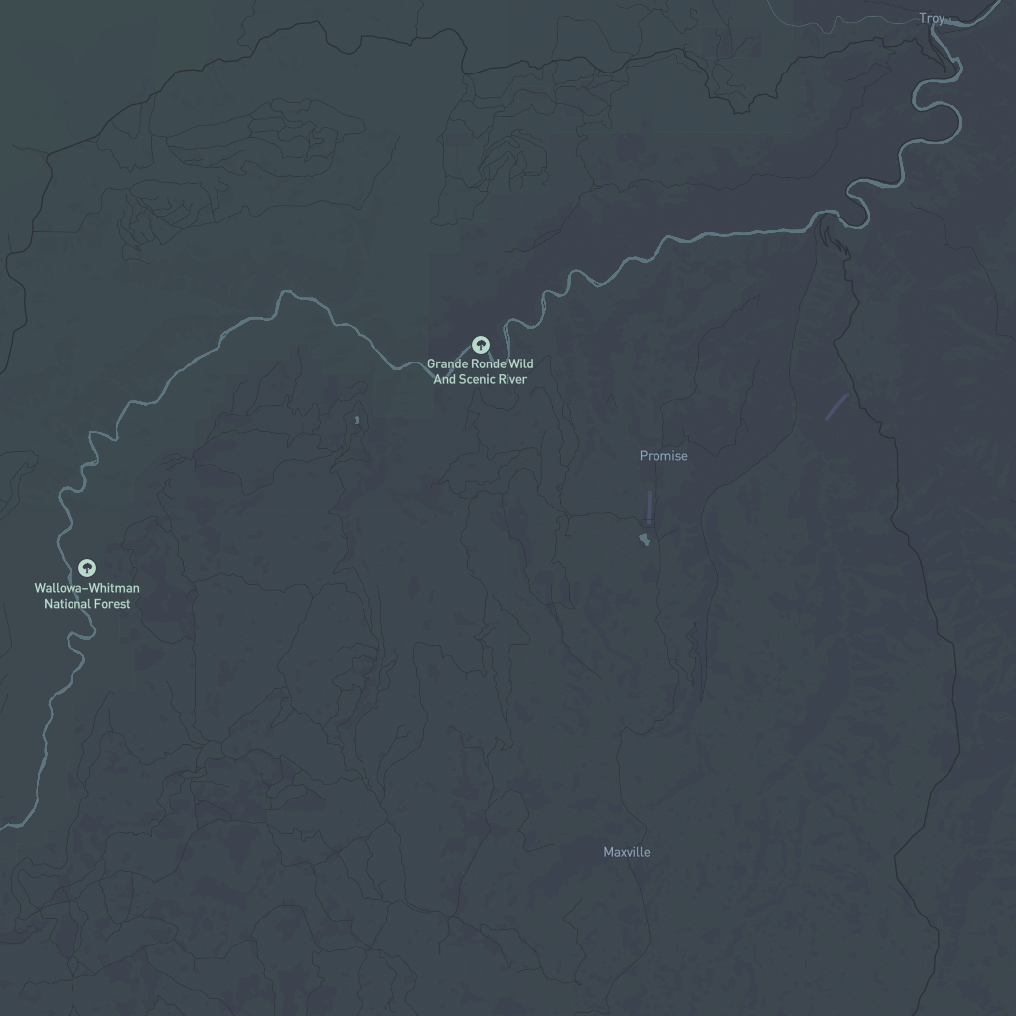 Troy
Grande Ronde Wild
And Scenic River
Promise
Wallowa–Whitman
National Forest
Maxville